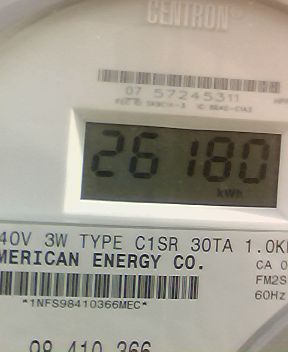 CENTRON®
07 57245311
26180
kWh
40V 3W TYPE C1SR 30TA 1.0K
MERICAN ENERGY CO.
CA 0
FM2S
60Hz
*1NFS98410366MEC*
98 410 366